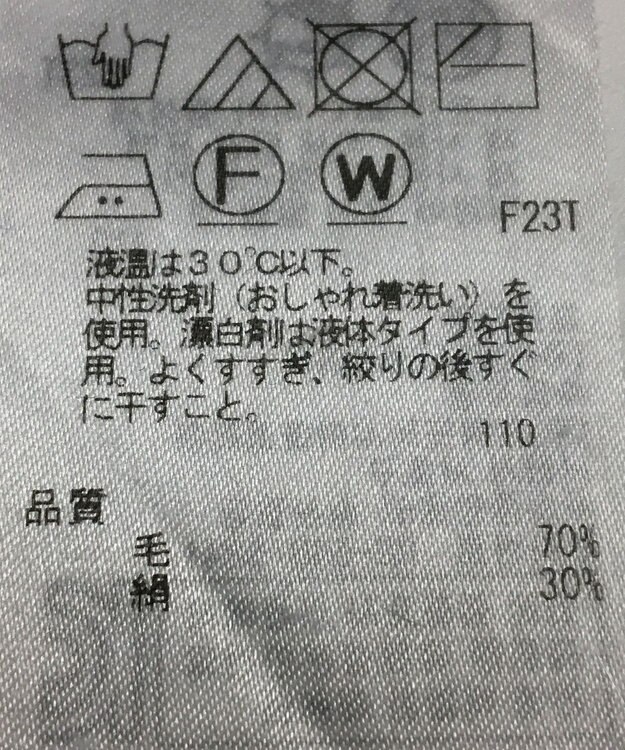 F W
F23T
液温は30℃以下。
中性洗剤（おしゃれ着洗い）を
使用。漂白剤は液体タイプを使
用。よくすすぎ、絞りの後すぐ
に干すこと。
110
品質
毛 70%
絹 30%